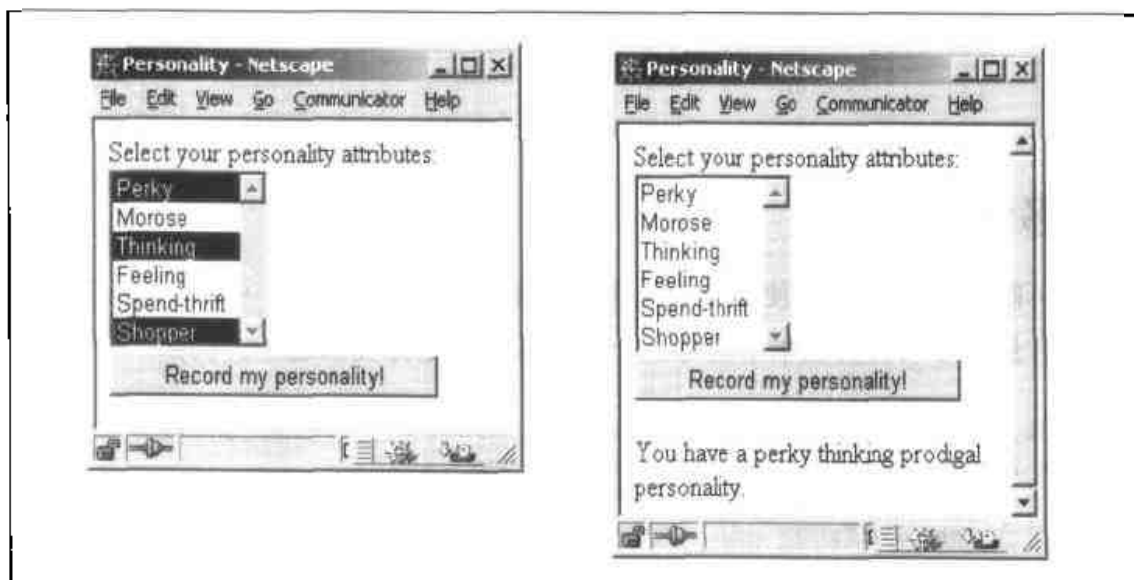 Personality - Netscape
File Edit View Go Communicator Help
Select your personality attributes:
Perky
Morose
Thinking
Feeling
Spend-thrift
Shopper
Record my personality!
Personality - Netscape
File Edit View Go Communicator Help
Select your personality attributes:
Perky
Morose
Thinking
Feeling
Spend-thrift
Shopper
Record my personality!
You have a perky thinking prodigal
personality.